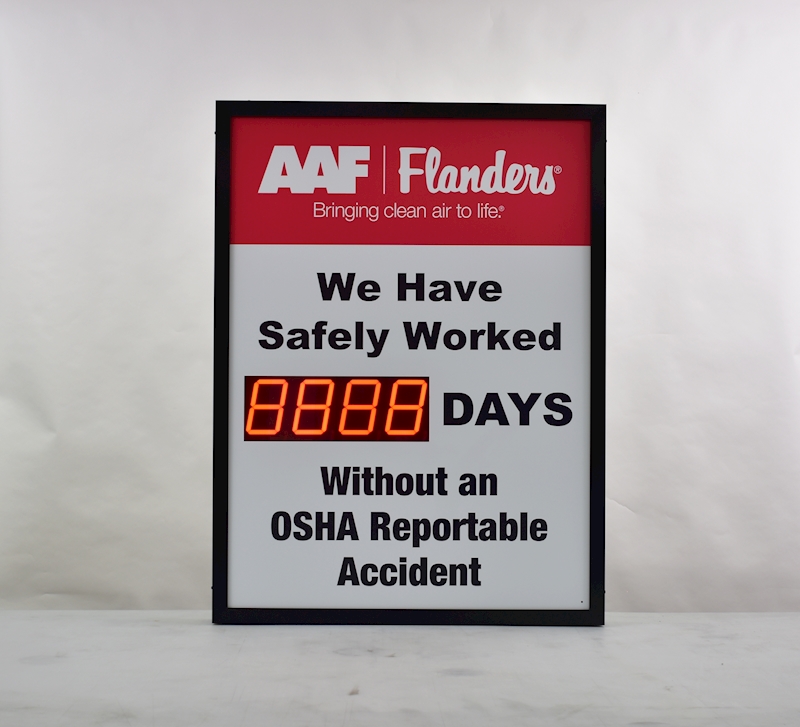 AAF | Flanders®
Bringing clean air to life.®
We Have
Safely Worked
8888 DAYS
Without an
OSHA Reportable
Accident